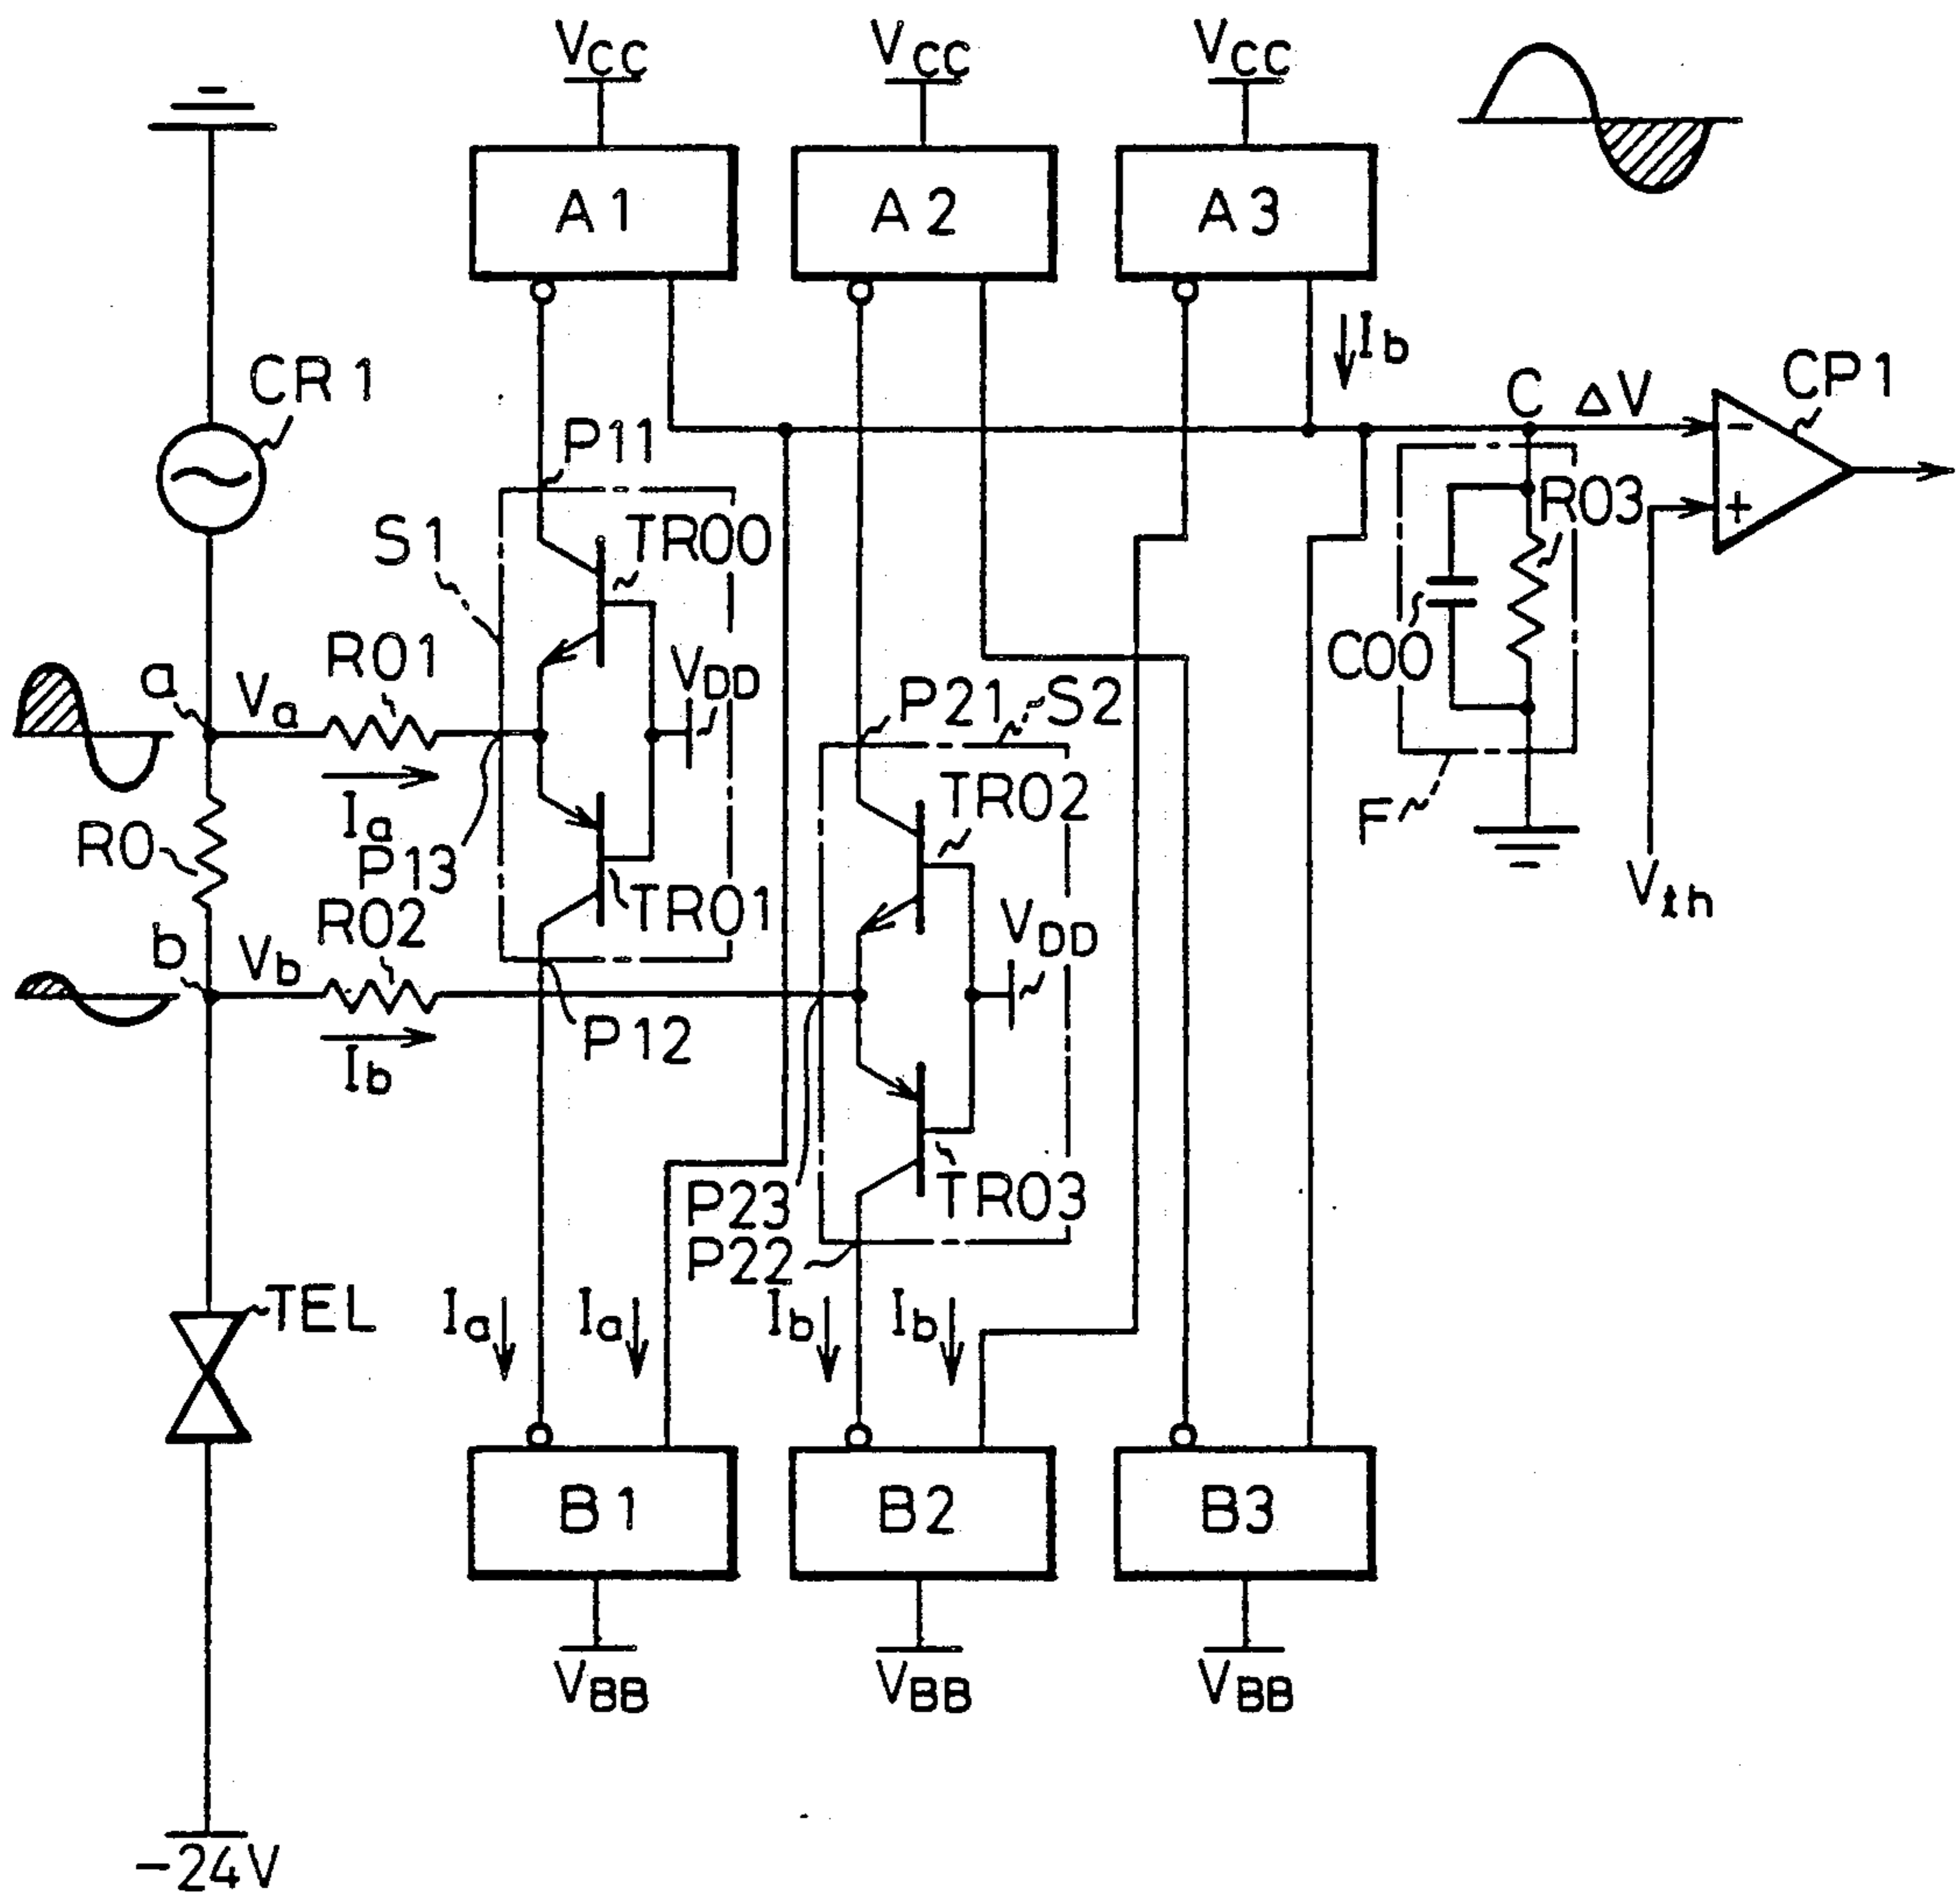 VCC VCC VCC
A1 A2 A3
CR1
Ib
C ΔV CP1
P11
-
S1 TR00 R03
+
R01 VDD C00
a Va
P21 S2
TR02
Ia F
R0 P13
TR01 Vth
R02 VDD
b Vb
P12
Ib
P23 TR03
P22
TEL Ia Ia Ib Ib
B1 B2 B3
VBB VBB VBB
-24V